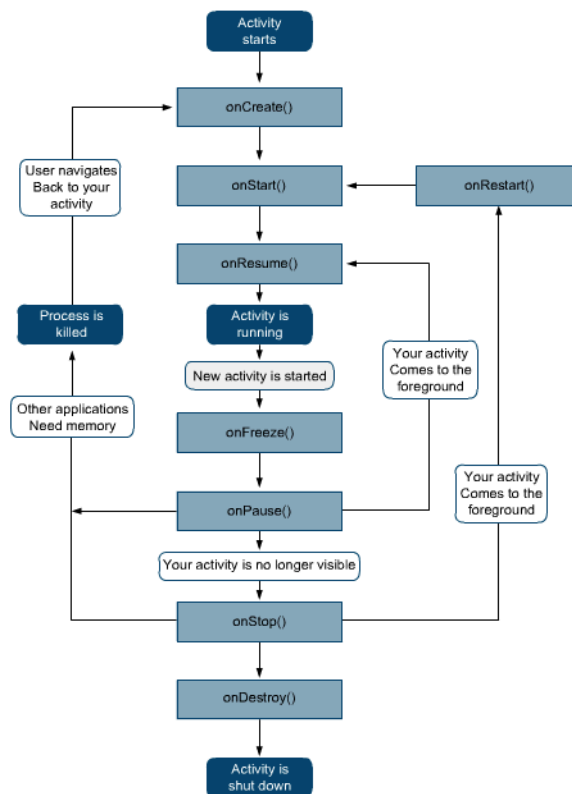 Activity
starts
onCreate()
User navigates
Back to your
activity
onStart()
onRestart()
onResume()
Process is
killed
Activity is
running
Your activity
Comes to the
foreground
New activity is started
Other applications
Need memory
onFreeze()
Your activity
Comes to the
foreground
onPause()
Your activity is no longer visible
onStop()
onDestroy()
Activity is
shut down